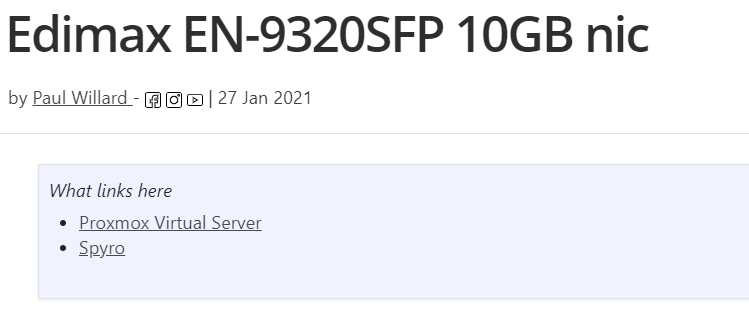 Edimax EN-9320SFP 10GB nic
by Paul Willard - | 27 Jan 2021
What links here
Proxmox Virtual Server
Spyro